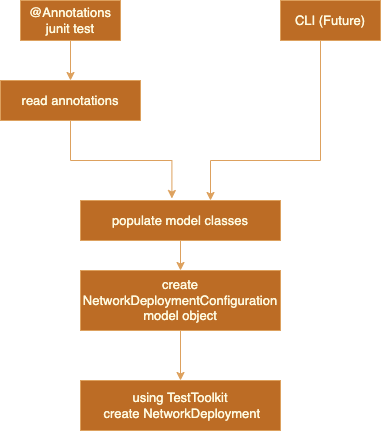 @Annotations
junit test
CLI (Future)
read annotations
populate model classes
create
NetworkDeploymentConfiguration
model object
using TestToolkit
create NetworkDeployment